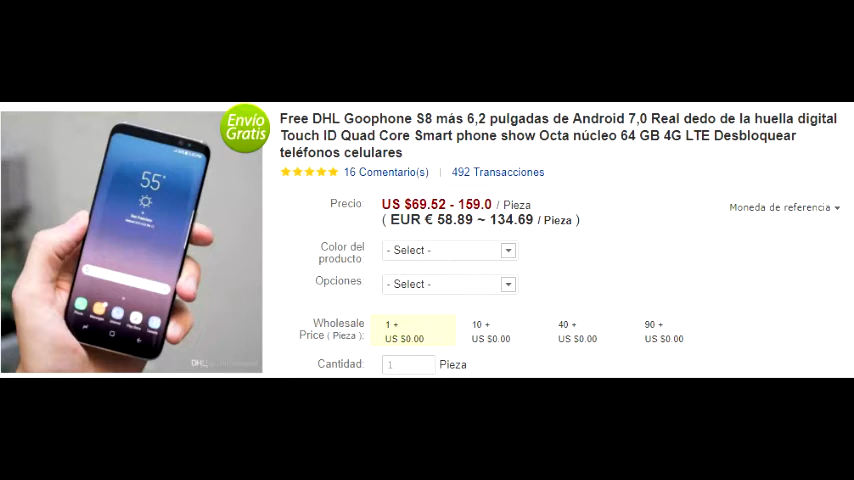 Envío
Gratis
Free DHL Goophone S8 más 6,2 pulgadas de Android 7,0 Real dedo de la huella digital
Touch ID Quad Core Smart phone show Octa núcleo 64 GB 4G LTE Desbloquear
teléfonos celulares
16 Comentario(s) | 492 Transacciones
Precio: US $69.52 - 159.0 / Pieza
( EUR € 58.89 ~ 134.69 / Pieza )
Moneda de referencia
Color del
producto: - Select -
Opciones: - Select -
Wholesale
Price ( Pieza ):
1 + 10 + 40 + 90 +
US $0.00 US $0.00 US $0.00 US $0.00
Cantidad: 1 Pieza
55°
DH